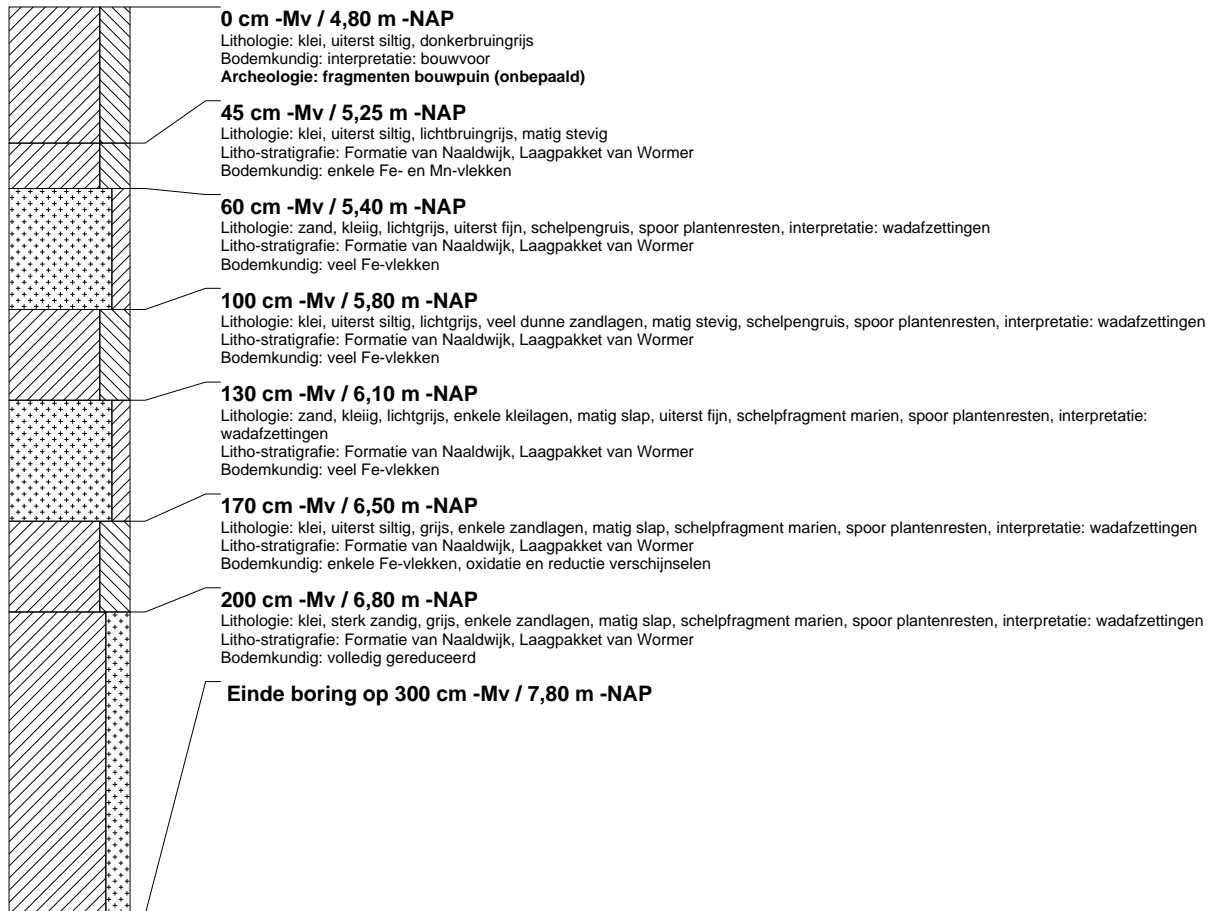 0 cm -Mv / 4,80 m -NAP
Lithologie: klei, uiterst siltig, donkerbruingrijs
Bodemkundig: interpretatie: bouwvoor
Archeologie: fragmenten bouwpuin (onbepaald)
45 cm -Mv / 5,25 m -NAP
Lithologie: klei, uiterst siltig, lichtbruingrijs, matig stevig
Litho-stratigrafie: Formatie van Naaldwijk, Laagpakket van Wormer
Bodemkundig: enkele Fe- en Mn-vlekken
60 cm -Mv / 5,40 m -NAP
Lithologie: zand, kleiig, lichtgrijs, uiterst fijn, schelpengruis, spoor plantenresten, interpretatie: wadafzettingen
Litho-stratigrafie: Formatie van Naaldwijk, Laagpakket van Wormer
Bodemkundig: veel Fe-vlekken
100 cm -Mv / 5,80 m -NAP
Lithologie: klei, uiterst siltig, lichtgrijs, veel dunne zandlagen, matig stevig, schelpengruis, spoor plantenresten, interpretatie: wadafzettingen
Litho-stratigrafie: Formatie van Naaldwijk, Laagpakket van Wormer
Bodemkundig: veel Fe-vlekken
130 cm -Mv / 6,10 m -NAP
Lithologie: zand, kleiig, lichtgrijs, enkele kleilagen, matig slap, uiterst fijn, schelpfragment marien, spoor plantenresten, interpretatie:
wadafzettingen
Litho-stratigrafie: Formatie van Naaldwijk, Laagpakket van Wormer
Bodemkundig: veel Fe-vlekken
170 cm -Mv / 6,50 m -NAP
Lithologie: klei, uiterst siltig, grijs, enkele zandlagen, matig slap, schelpfragment marien, spoor plantenresten, interpretatie: wadafzettingen
Litho-stratigrafie: Formatie van Naaldwijk, Laagpakket van Wormer
Bodemkundig: enkele Fe-vlekken, oxidatie en reductie verschijnselen
200 cm -Mv / 6,80 m -NAP
Lithologie: klei, sterk zandig, grijs, enkele zandlagen, matig slap, schelpfragment marien, spoor plantenresten, interpretatie: wadafzettingen
Litho-stratigrafie: Formatie van Naaldwijk, Laagpakket van Wormer
Bodemkundig: volledig gereduceerd
Einde boring op 300 cm -Mv / 7,80 m -NAP